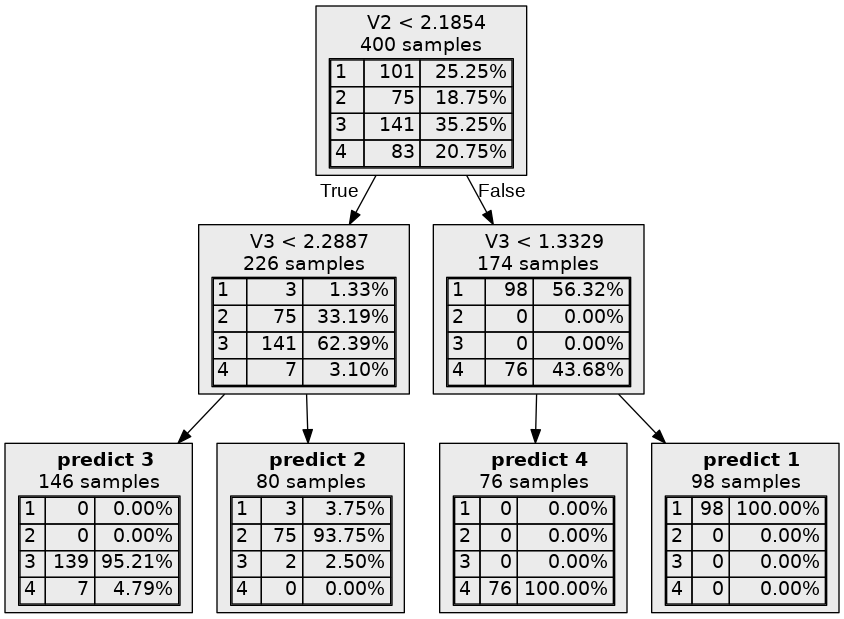 V2 < 2.1854
400 samples
1 101 25.25%
2 75 18.75%
3 141 35.25%
4 83 20.75%
True False
V3 < 2.2887
226 samples
1 3 1.33%
2 75 33.19%
3 141 62.39%
4 7 3.10%
V3 < 1.3329
174 samples
1 98 56.32%
2 0 0.00%
3 0 0.00%
4 76 43.68%
predict 3
146 samples
1 0 0.00%
2 0 0.00%
3 139 95.21%
4 7 4.79%
predict 2
80 samples
1 3 3.75%
2 75 93.75%
3 2 2.50%
4 0 0.00%
predict 4
76 samples
1 0 0.00%
2 0 0.00%
3 0 0.00%
4 76 100.00%
predict 1
98 samples
1 98 100.00%
2 0 0.00%
3 0 0.00%
4 0 0.00%